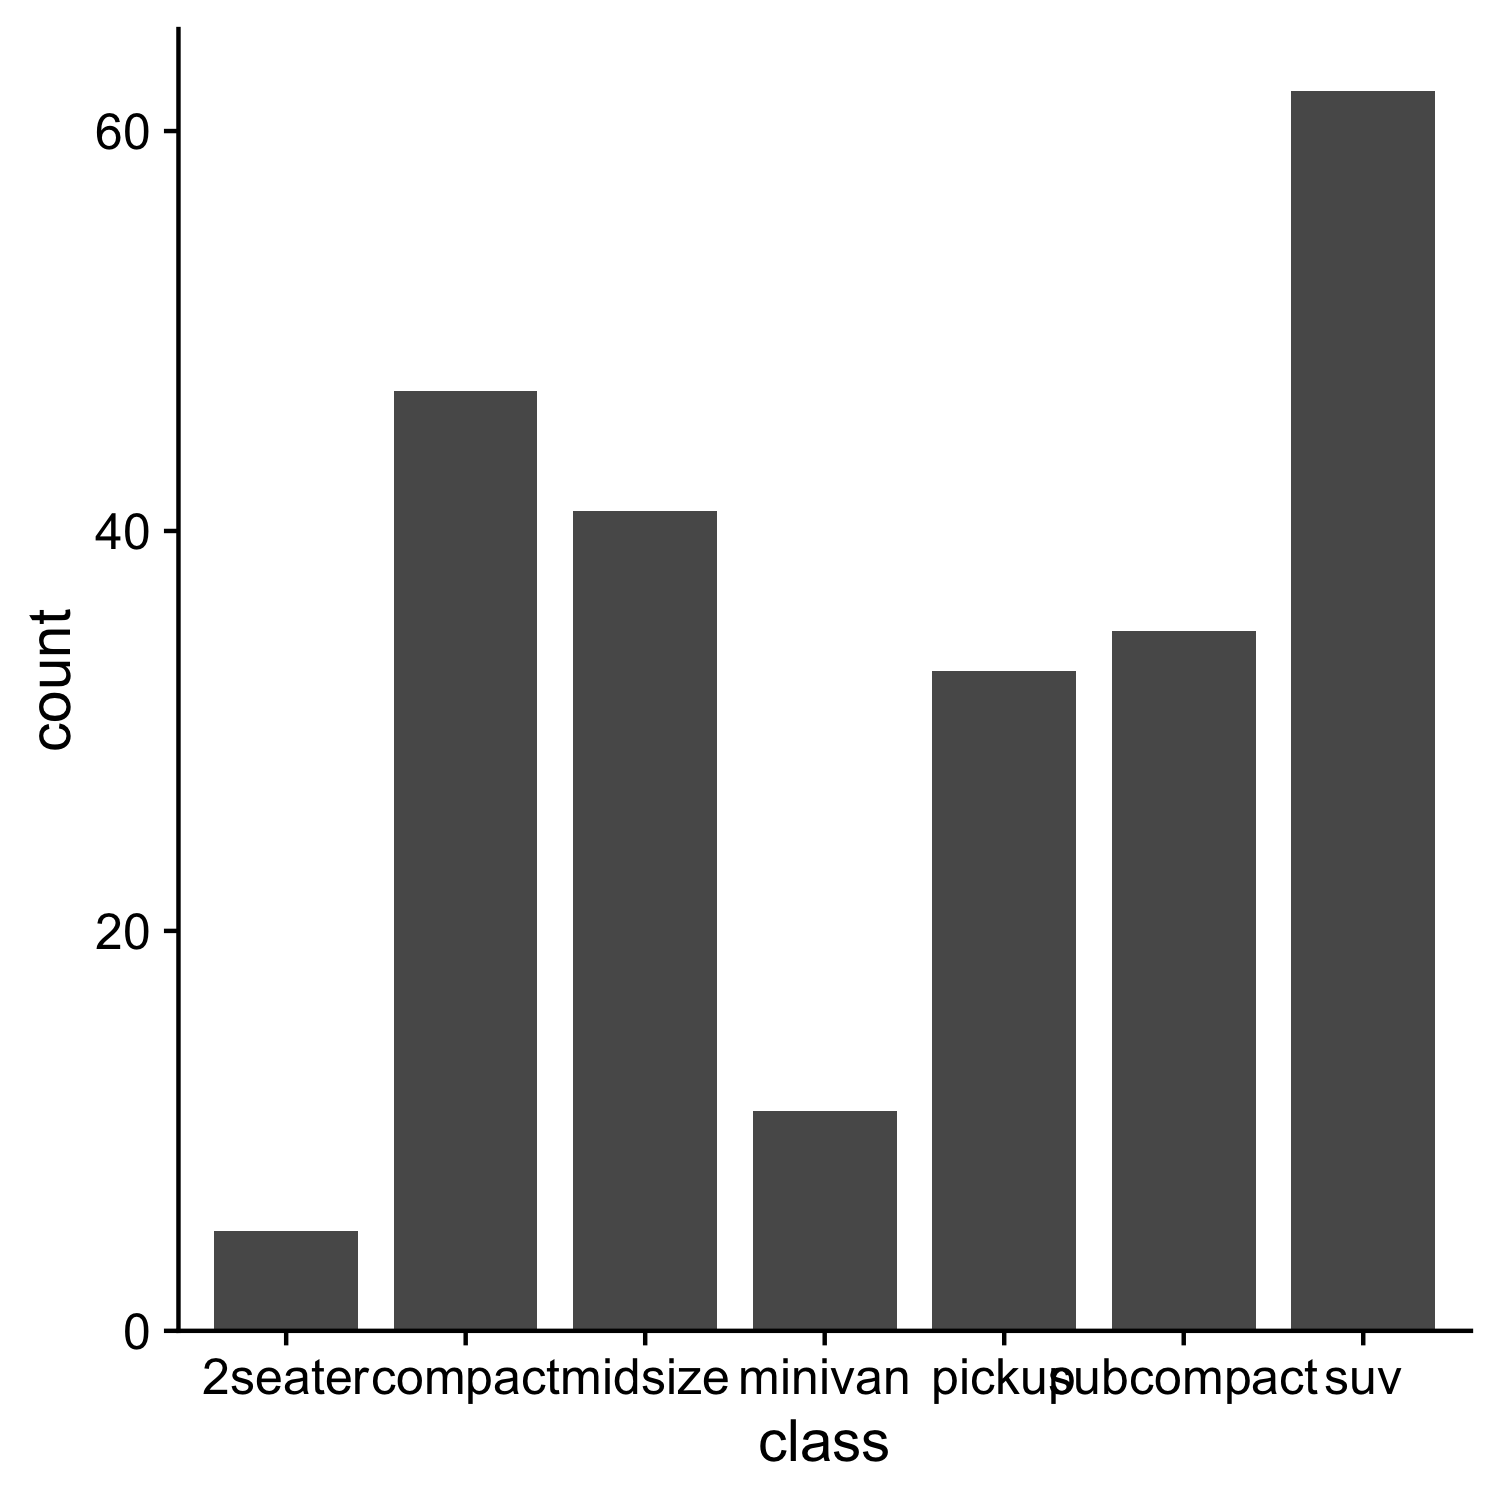 60
40
20
0
count
2seater compact midsize minivan pickup subcompact suv
class